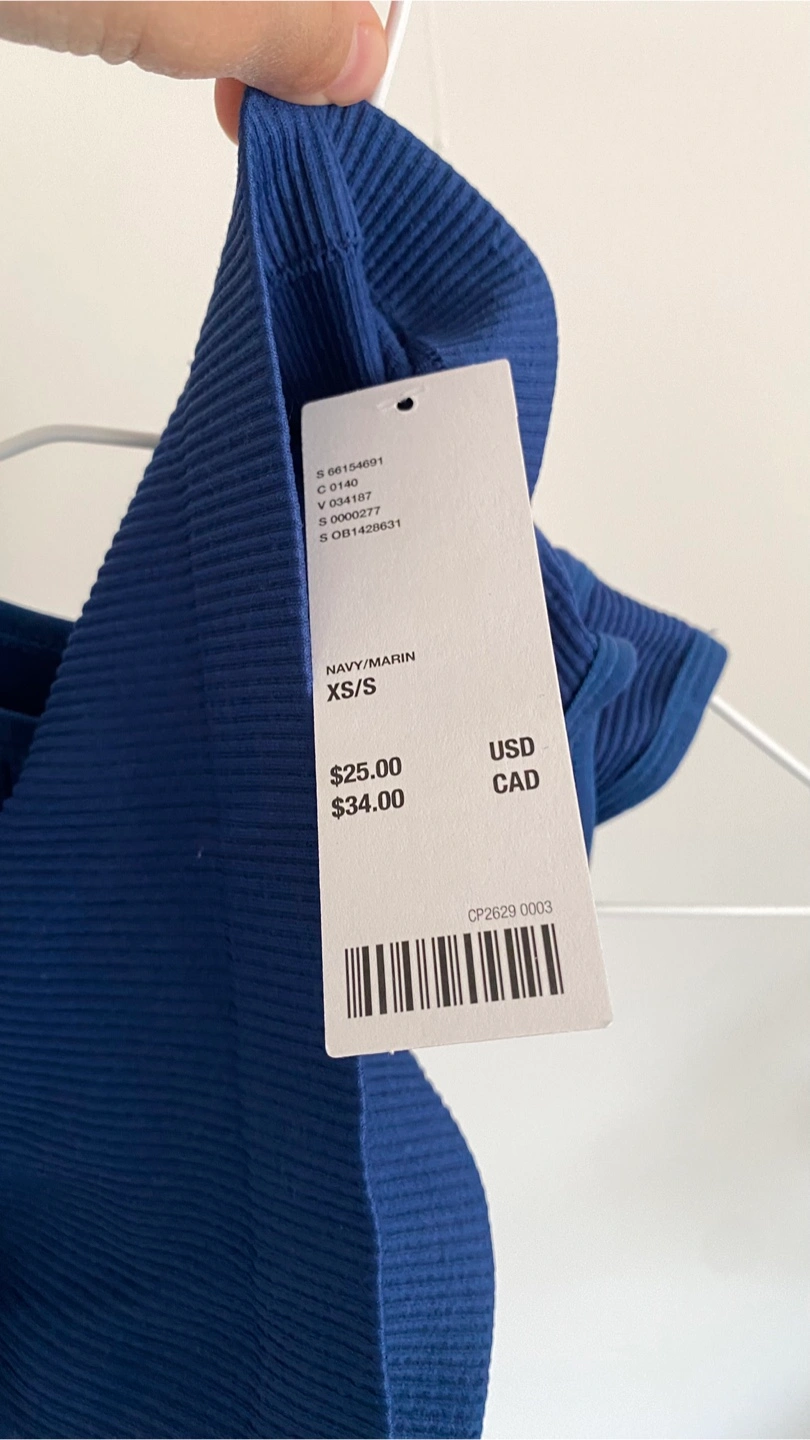 S 66154691
C 0140
V 034187
S 0000277
S OB1428631
NAVY/MARIN
XS/S
$25.00 USD
$34.00 CAD
CP2629 0003